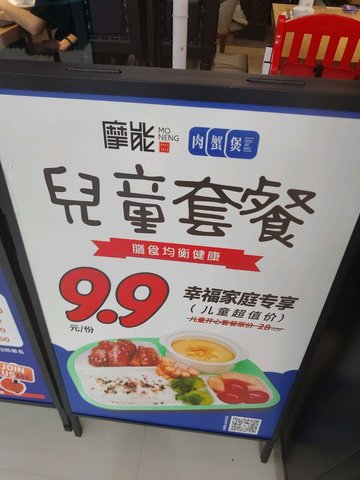 摩能 MO NENG 肉蟹煲
兒童套餐
膳食均衡健康
9.9
元/份
幸福家庭专享
(儿童超值价)
儿童开心套餐原价 28
JOIN US